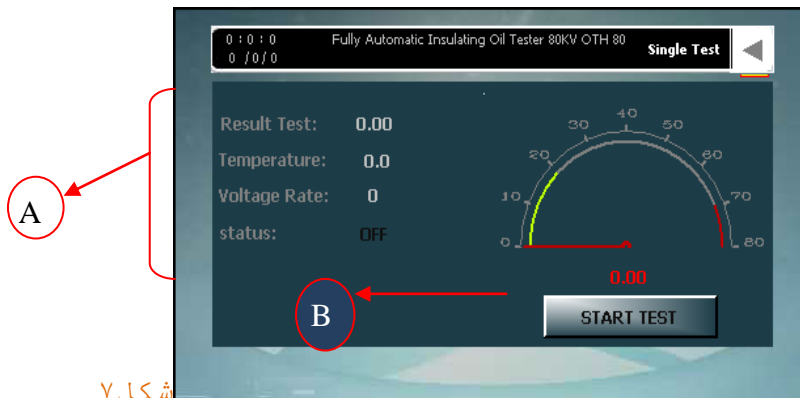 0:0:0 Fully Automatic Insulating Oil Tester 80KV OTH 80 Single Test
0 /0/0
Result Test: 0.00
Temperature: 0.0
Voltage Rate: 0
status: OFF
0 10 20 30 40 50 60 70 80
0.00
START TEST
A
B
شکل۷